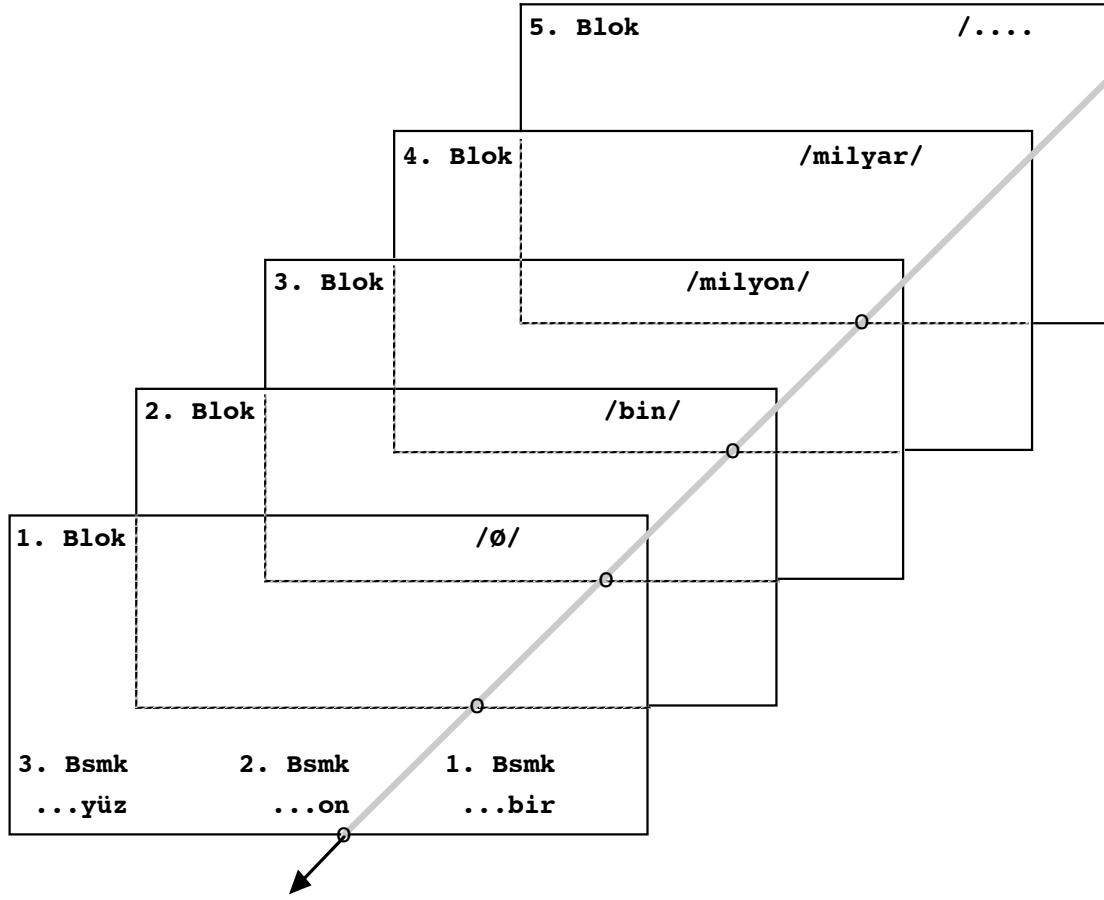 5. Blok /....
4. Blok /milyar/
3. Blok /milyon/
2. Blok /bin/
1. Blok /Ø/
3. Bsmk 2. Bsmk 1. Bsmk
...yüz ...on ...bir